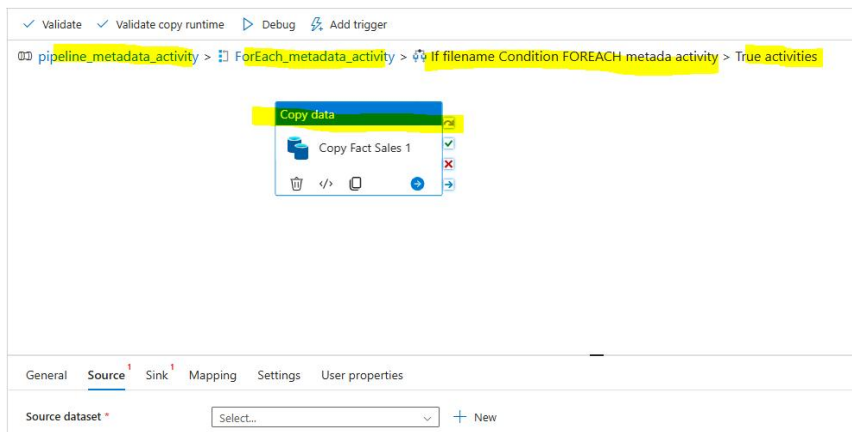 Validate Validate copy runtime Debug Add trigger
pipeline_metadata_activity > ForEach_metadata_activity > If filename Condition FOREACH metada activity > True activities
Copy data
Copy Fact Sales 1
General Source 1 Sink 1 Mapping Settings User properties
Source dataset * Select... New